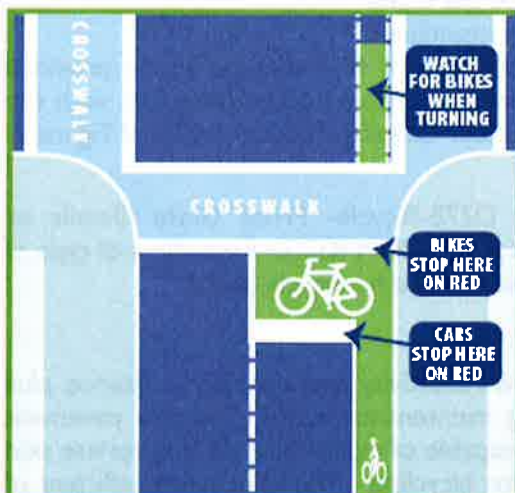 CROSSWALK
WATCH
FOR BIKES
WHEN
TURNING
CROSSWALK
BIKES
STOP HERE
ON RED
CARS
STOP HERE
ON RED